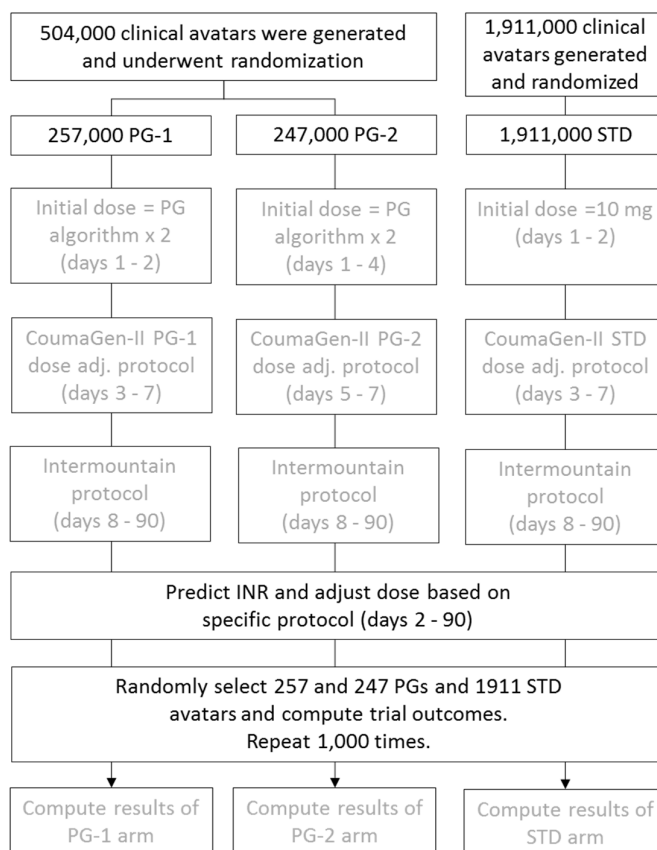 504,000 clinical avatars were generated
and underwent randomization
1,911,000 clinical
avatars generated
and randomized
257,000 PG-1
247,000 PG-2
1,911,000 STD
Initial dose = PG
algorithm x 2
(days 1 - 2)
Initial dose = PG
algorithm x 2
(days 1 - 4)
Initial dose =10 mg
(days 1 - 2)
CoumaGen-II PG-1
dose adj. protocol
(days 3 - 7)
CoumaGen-II PG-2
dose adj. protocol
(days 5 - 7)
CoumaGen-II STD
dose adj. protocol
(days 3 - 7)
Intermountain
protocol
(days 8 - 90)
Intermountain
protocol
(days 8 - 90)
Intermountain
protocol
(days 8 - 90)
Predict INR and adjust dose based on
specific protocol (days 2 - 90)
Randomly select 257 and 247 PGs and 1911 STD
avatars and compute trial outcomes.
Repeat 1,000 times.
Compute results of
PG-1 arm
Compute results of
PG-2 arm
Compute results of
STD arm